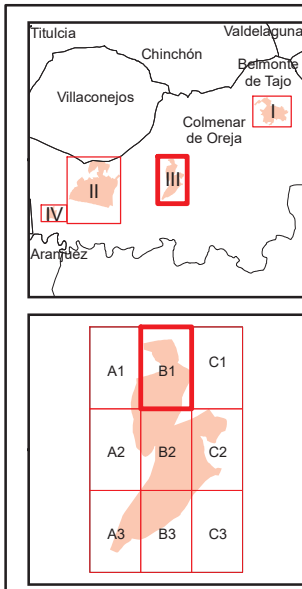 Titulcia
Valdelaguna
Chinchón
Belmonte
de Tajo
Villaconejos
I
Colmenar
de Oreja
II
III
IV
Aranjuez
A1 B1 C1
A2 B2 C2
A3 B3 C3